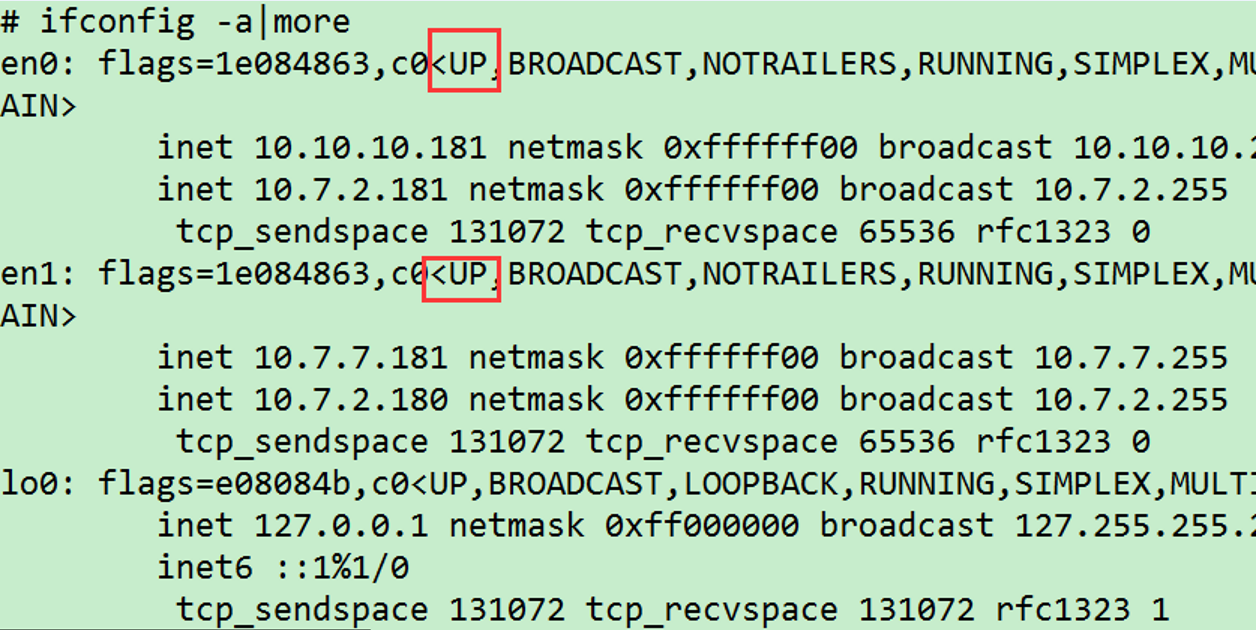 # ifconfig -a|more
en0: flags=1e084863,c0<UP,BROADCAST,NOTRAILERS,RUNNING,SIMPLEX,MU
AIN>
inet 10.10.10.181 netmask 0xffffff00 broadcast 10.10.10.2
inet 10.7.2.181 netmask 0xffffff00 broadcast 10.7.2.255
tcp_sendspace 131072 tcp_recvspace 65536 rfc1323 0
en1: flags=1e084863,c0<UP,BROADCAST,NOTRAILERS,RUNNING,SIMPLEX,MU
AIN>
inet 10.7.7.181 netmask 0xffffff00 broadcast 10.7.7.255
inet 10.7.2.180 netmask 0xffffff00 broadcast 10.7.2.255
tcp_sendspace 131072 tcp_recvspace 65536 rfc1323 0
lo0: flags=e08084b,c0<UP,BROADCAST,LOOPBACK,RUNNING,SIMPLEX,MULTI
inet 127.0.0.1 netmask 0xff000000 broadcast 127.255.255.2
inet6 ::1%1/0
tcp_sendspace 131072 tcp_recvspace 131072 rfc1323 1